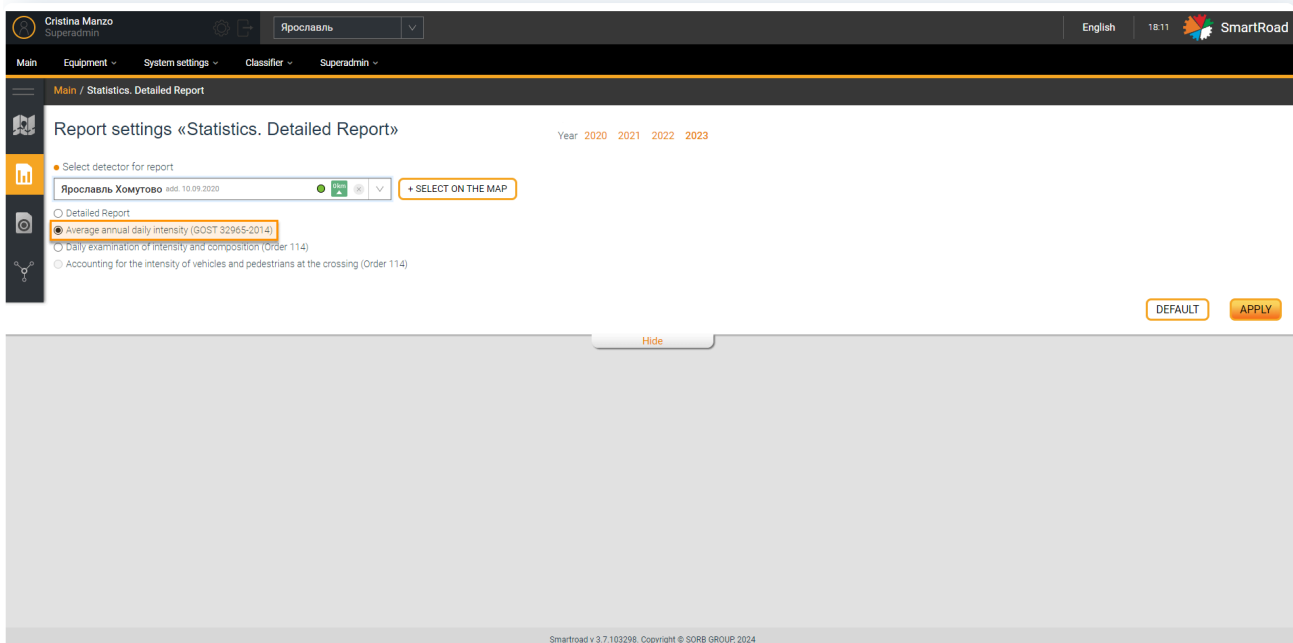 Cristina Manzo
Superadmin
Ярославль
English
18:11
SmartRoad
Main Equipment System settings Classifier Superadmin
Main / Statistics. Detailed Report
Report settings «Statistics. Detailed Report»
Year 2020 2021 2022 2023
Select detector for report
Ярославль Хомутово add. 10.09.2020
+ SELECT ON THE MAP
Detailed Report
Average annual daily intensity (GOST 32965-2014)
Daily examination of intensity and composition (Order 114)
Accounting for the intensity of vehicles and pedestrians at the crossing (Order 114)
DEFAULT APPLY
Hide
Smartroad v 3.7.103298. Copyright © SORB GROUP, 2024